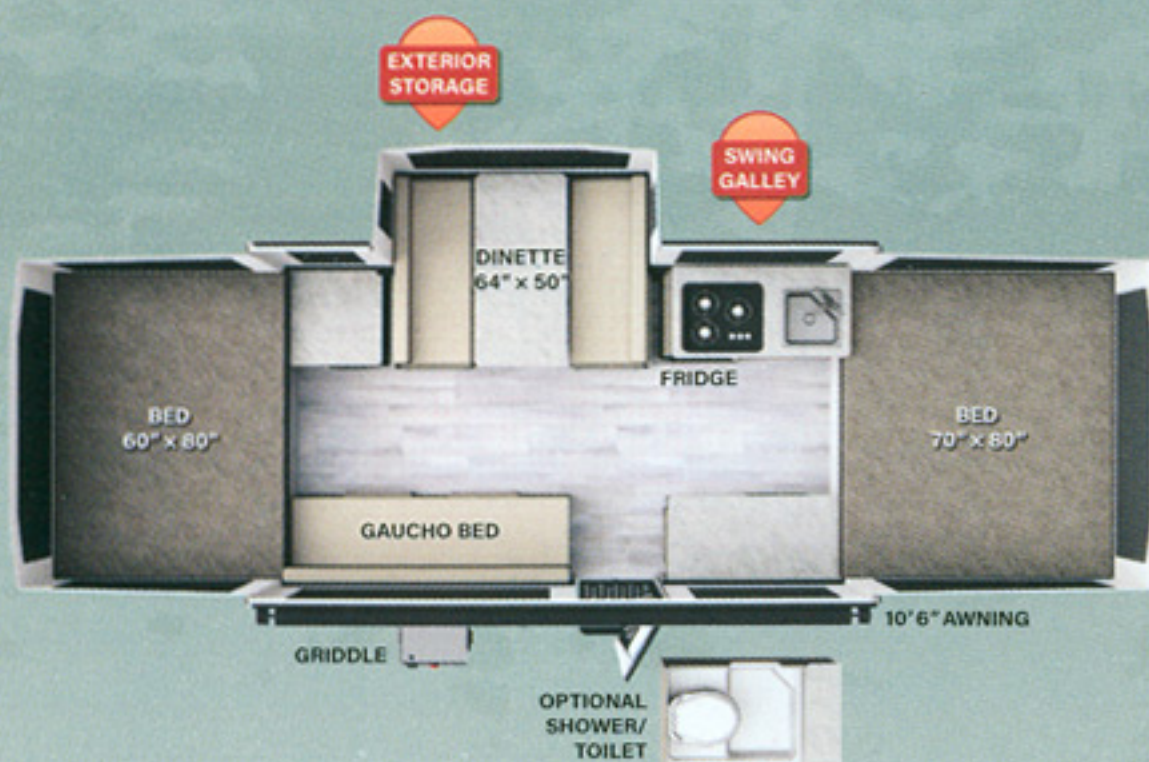 EXTERIOR
STORAGE
SWING
GALLEY
DINETTE
64" x 50"
FRIDGE
BED
60" x 80"
BED
70" x 80"
GAUCHO BED
10'6" AWNING
GRIDDLE
OPTIONAL
SHOWER/
TOILET